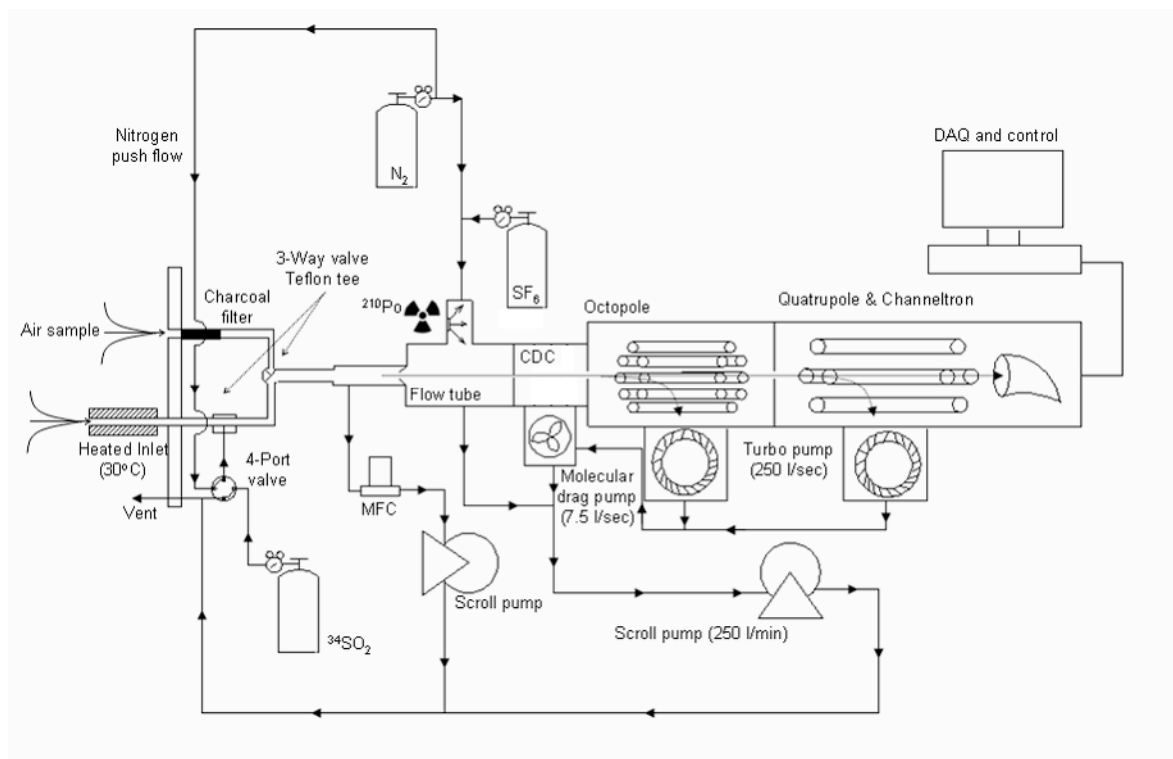 DAQ and control
Nitrogen
push flow
N2
3-Way valve
Teflon tee
SF6
Charcoal
filter
210Po
Octopole
Quatrupole & Channeltron
Air sample
CDC
Flow tube
Heated Inlet
(30ºC)
4-Port
valve
Turbo pump
(250 l/sec)
Molecular
drag pump
(7.5 l/sec)
Vent
MFC
Scroll pump
Scroll pump (250 l/min)
34SO2